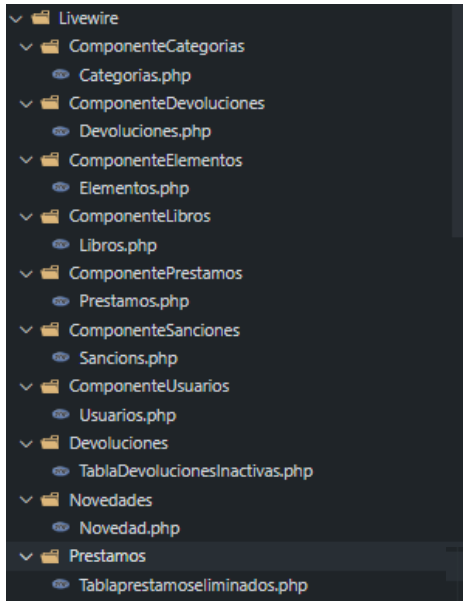 Livewire
ComponenteCategorias
Categorias.php
ComponenteDevoluciones
Devoluciones.php
ComponenteElementos
Elementos.php
ComponenteLibros
Libros.php
ComponentePrestamos
Prestamos.php
ComponenteSanciones
Sancions.php
ComponenteUsuarios
Usuarios.php
Devoluciones
TablaDevolucionesInactivas.php
Novedades
Novedad.php
Prestamos
Tablaprestamoseliminados.php